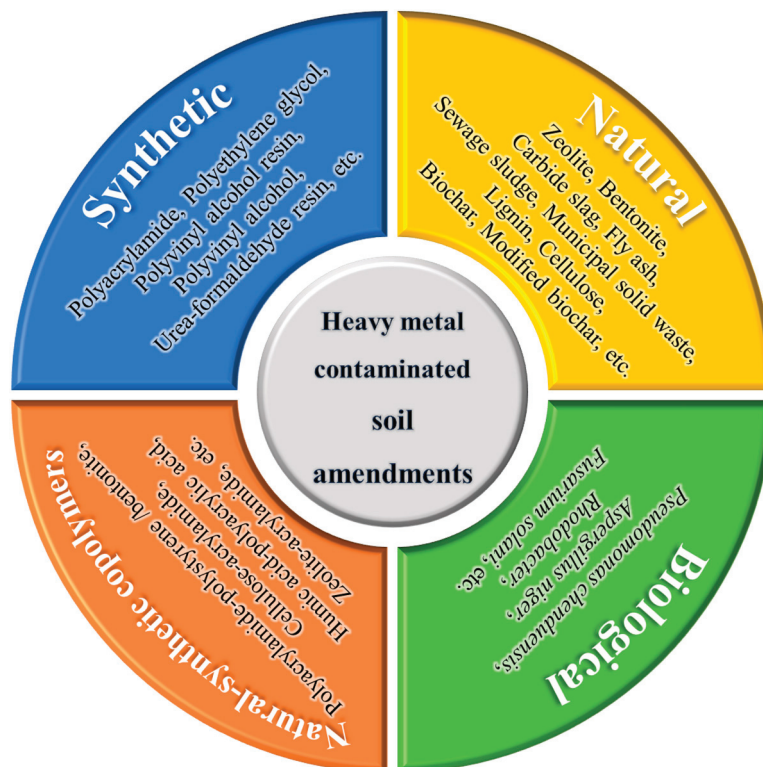 Synthetic
Polyacrylamide, Polyethylene glycol,
Polyvinyl alcohol resin,
Polyvinyl alcohol,
Urea-formaldehyde resin, etc.
Natural
Zeolite, Bentonite,
Carbide slag, Fly ash,
Sewage sludge, Municipal solid waste,
Lignin, Cellulose,
Biochar, Modified biochar, etc.
Heavy metal
contaminated
soil
amendments
Natural-synthetic copolymers
Polyacrylamide-polystyrene /bentonite,
Cellulose-acrylamide,
Humic acid-polyacrylic acid,
Zeolite-acrylamide, etc.
Biological
Pseudomonas chenduensis,
Aspergillus niger,
Rhodobacter,
Fusarium solani, etc.